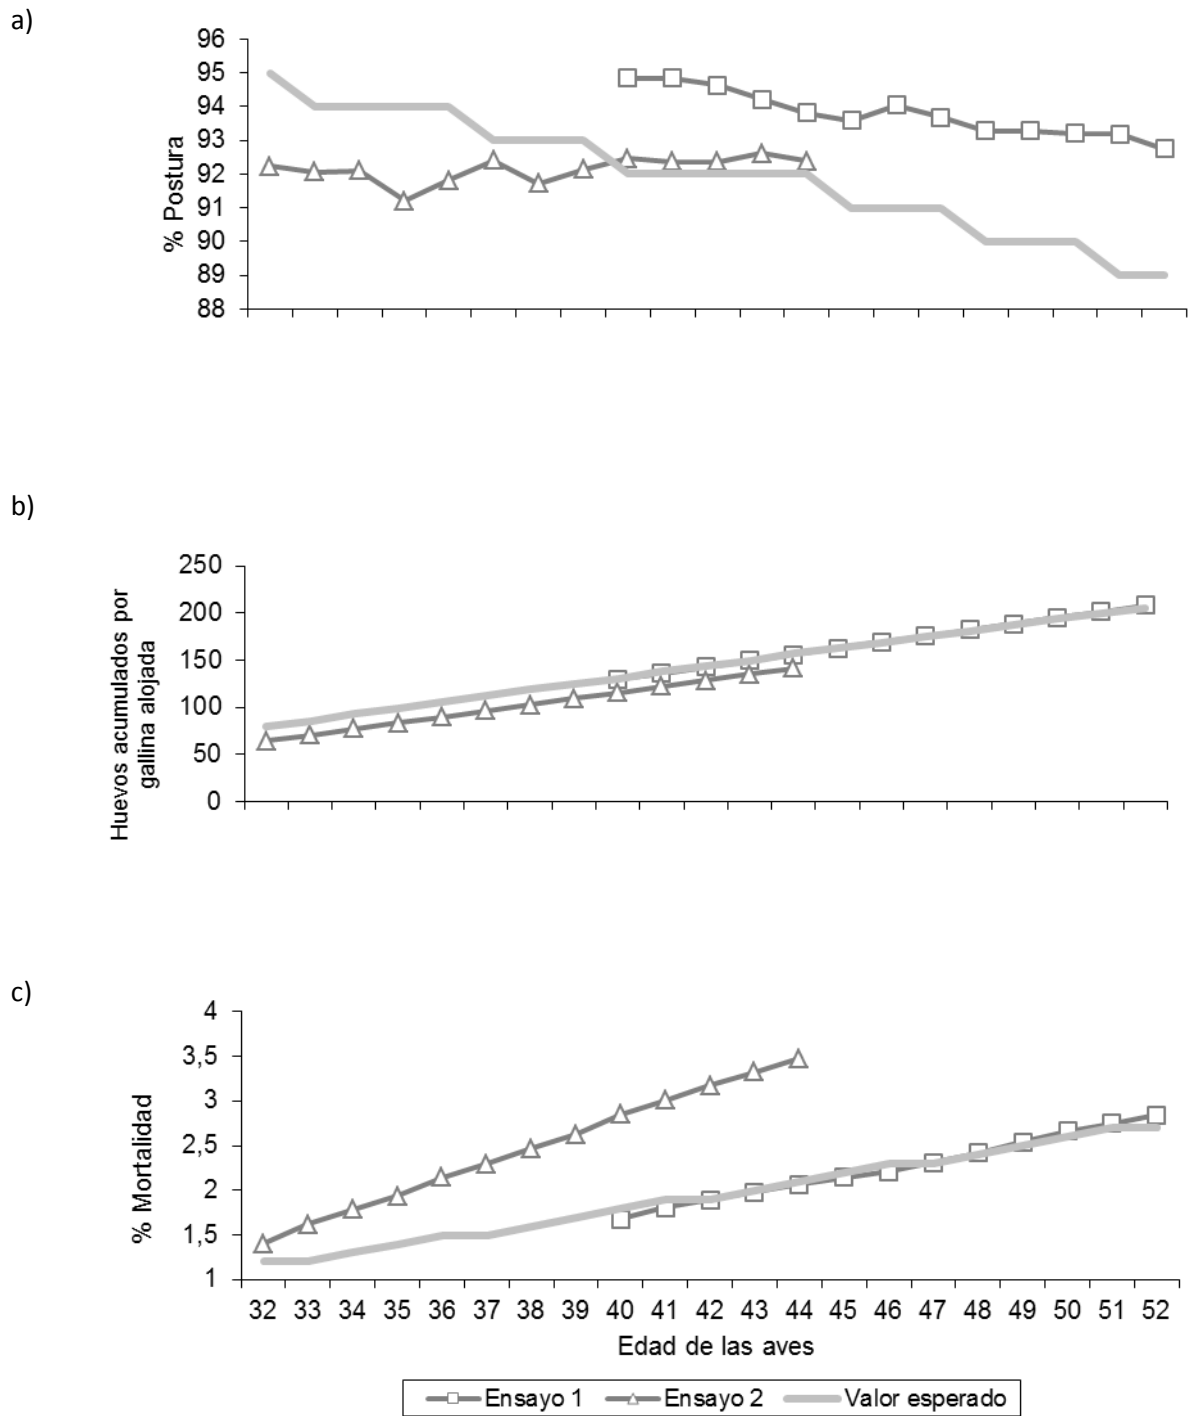 a)
96
95
94
93
92
91
90
89
88
% Postura
b)
250
200
150
100
50
0
Huevos acumulados por
gallina alojada
c)
4
3,5
3
2,5
2
1,5
1
% Mortalidad
32 33 34 35 36 37 38 39 40 41 42 43 44 45 46 47 48 49 50 51 52
Edad de las aves
Ensayo 1 Ensayo 2 Valor esperado